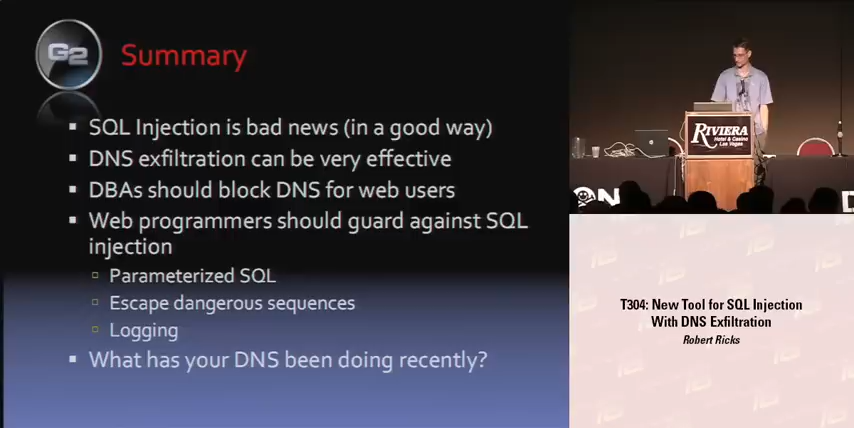 G2
Summary
SQL Injection is bad news (in a good way)
DNS exfiltration can be very effective
DBAs should block DNS for web users
Web programmers should guard against SQL
injection
Parameterized SQL
Escape dangerous sequences
Logging
What has your DNS been doing recently?
RIVIERA
Hotel & Casino
Las Vegas
ON
D
T304: New Tool for SQL Injection
With DNS Exfiltration
Robert Ricks